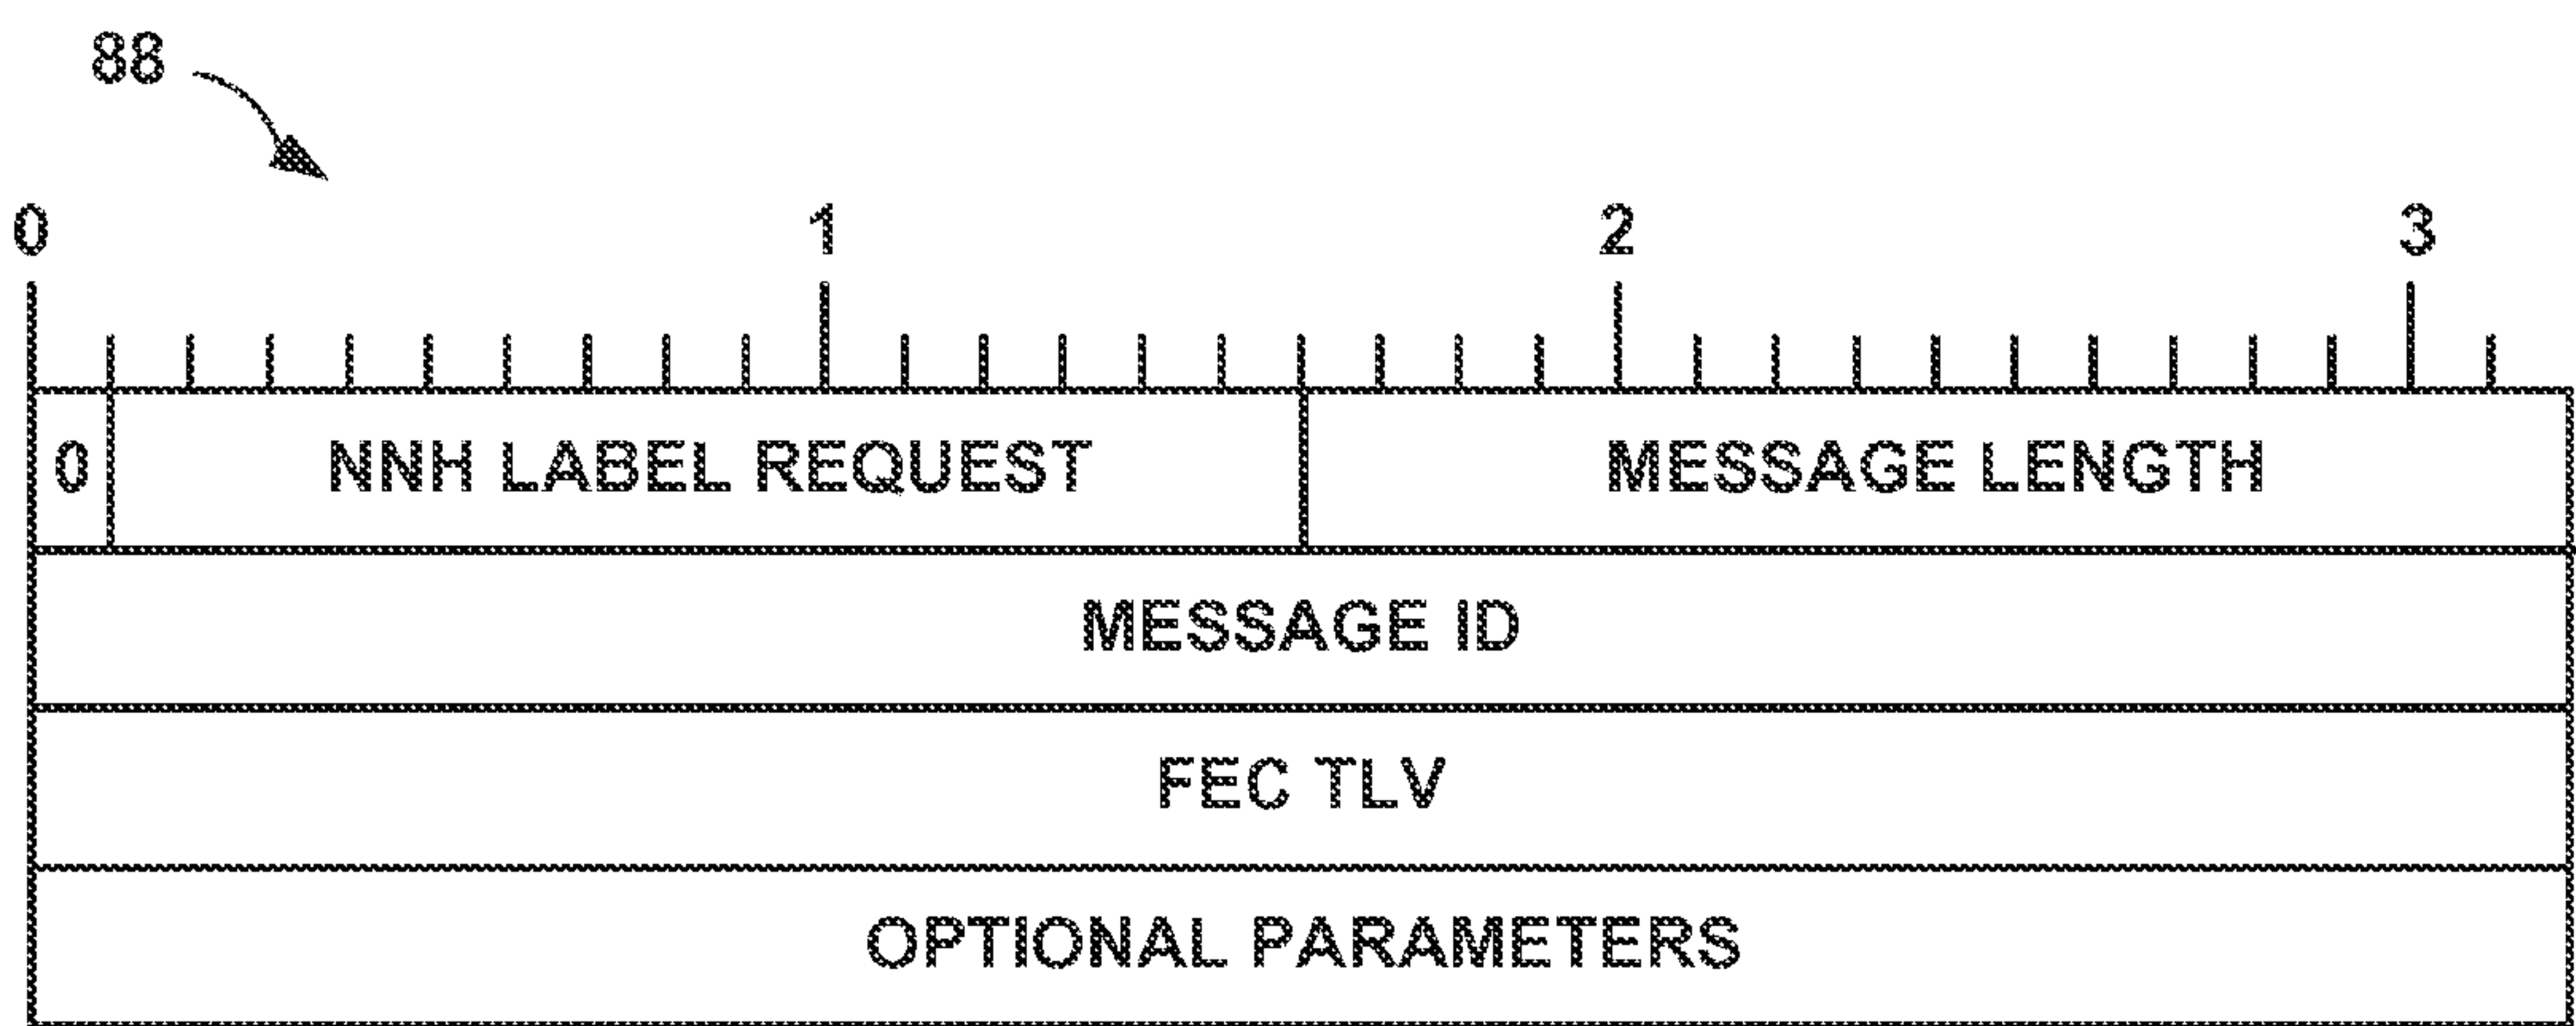 88
0 1 2 3
0 NNH LABEL REQUEST MESSAGE LENGTH
MESSAGE ID
FEC TLV
OPTIONAL PARAMETERS